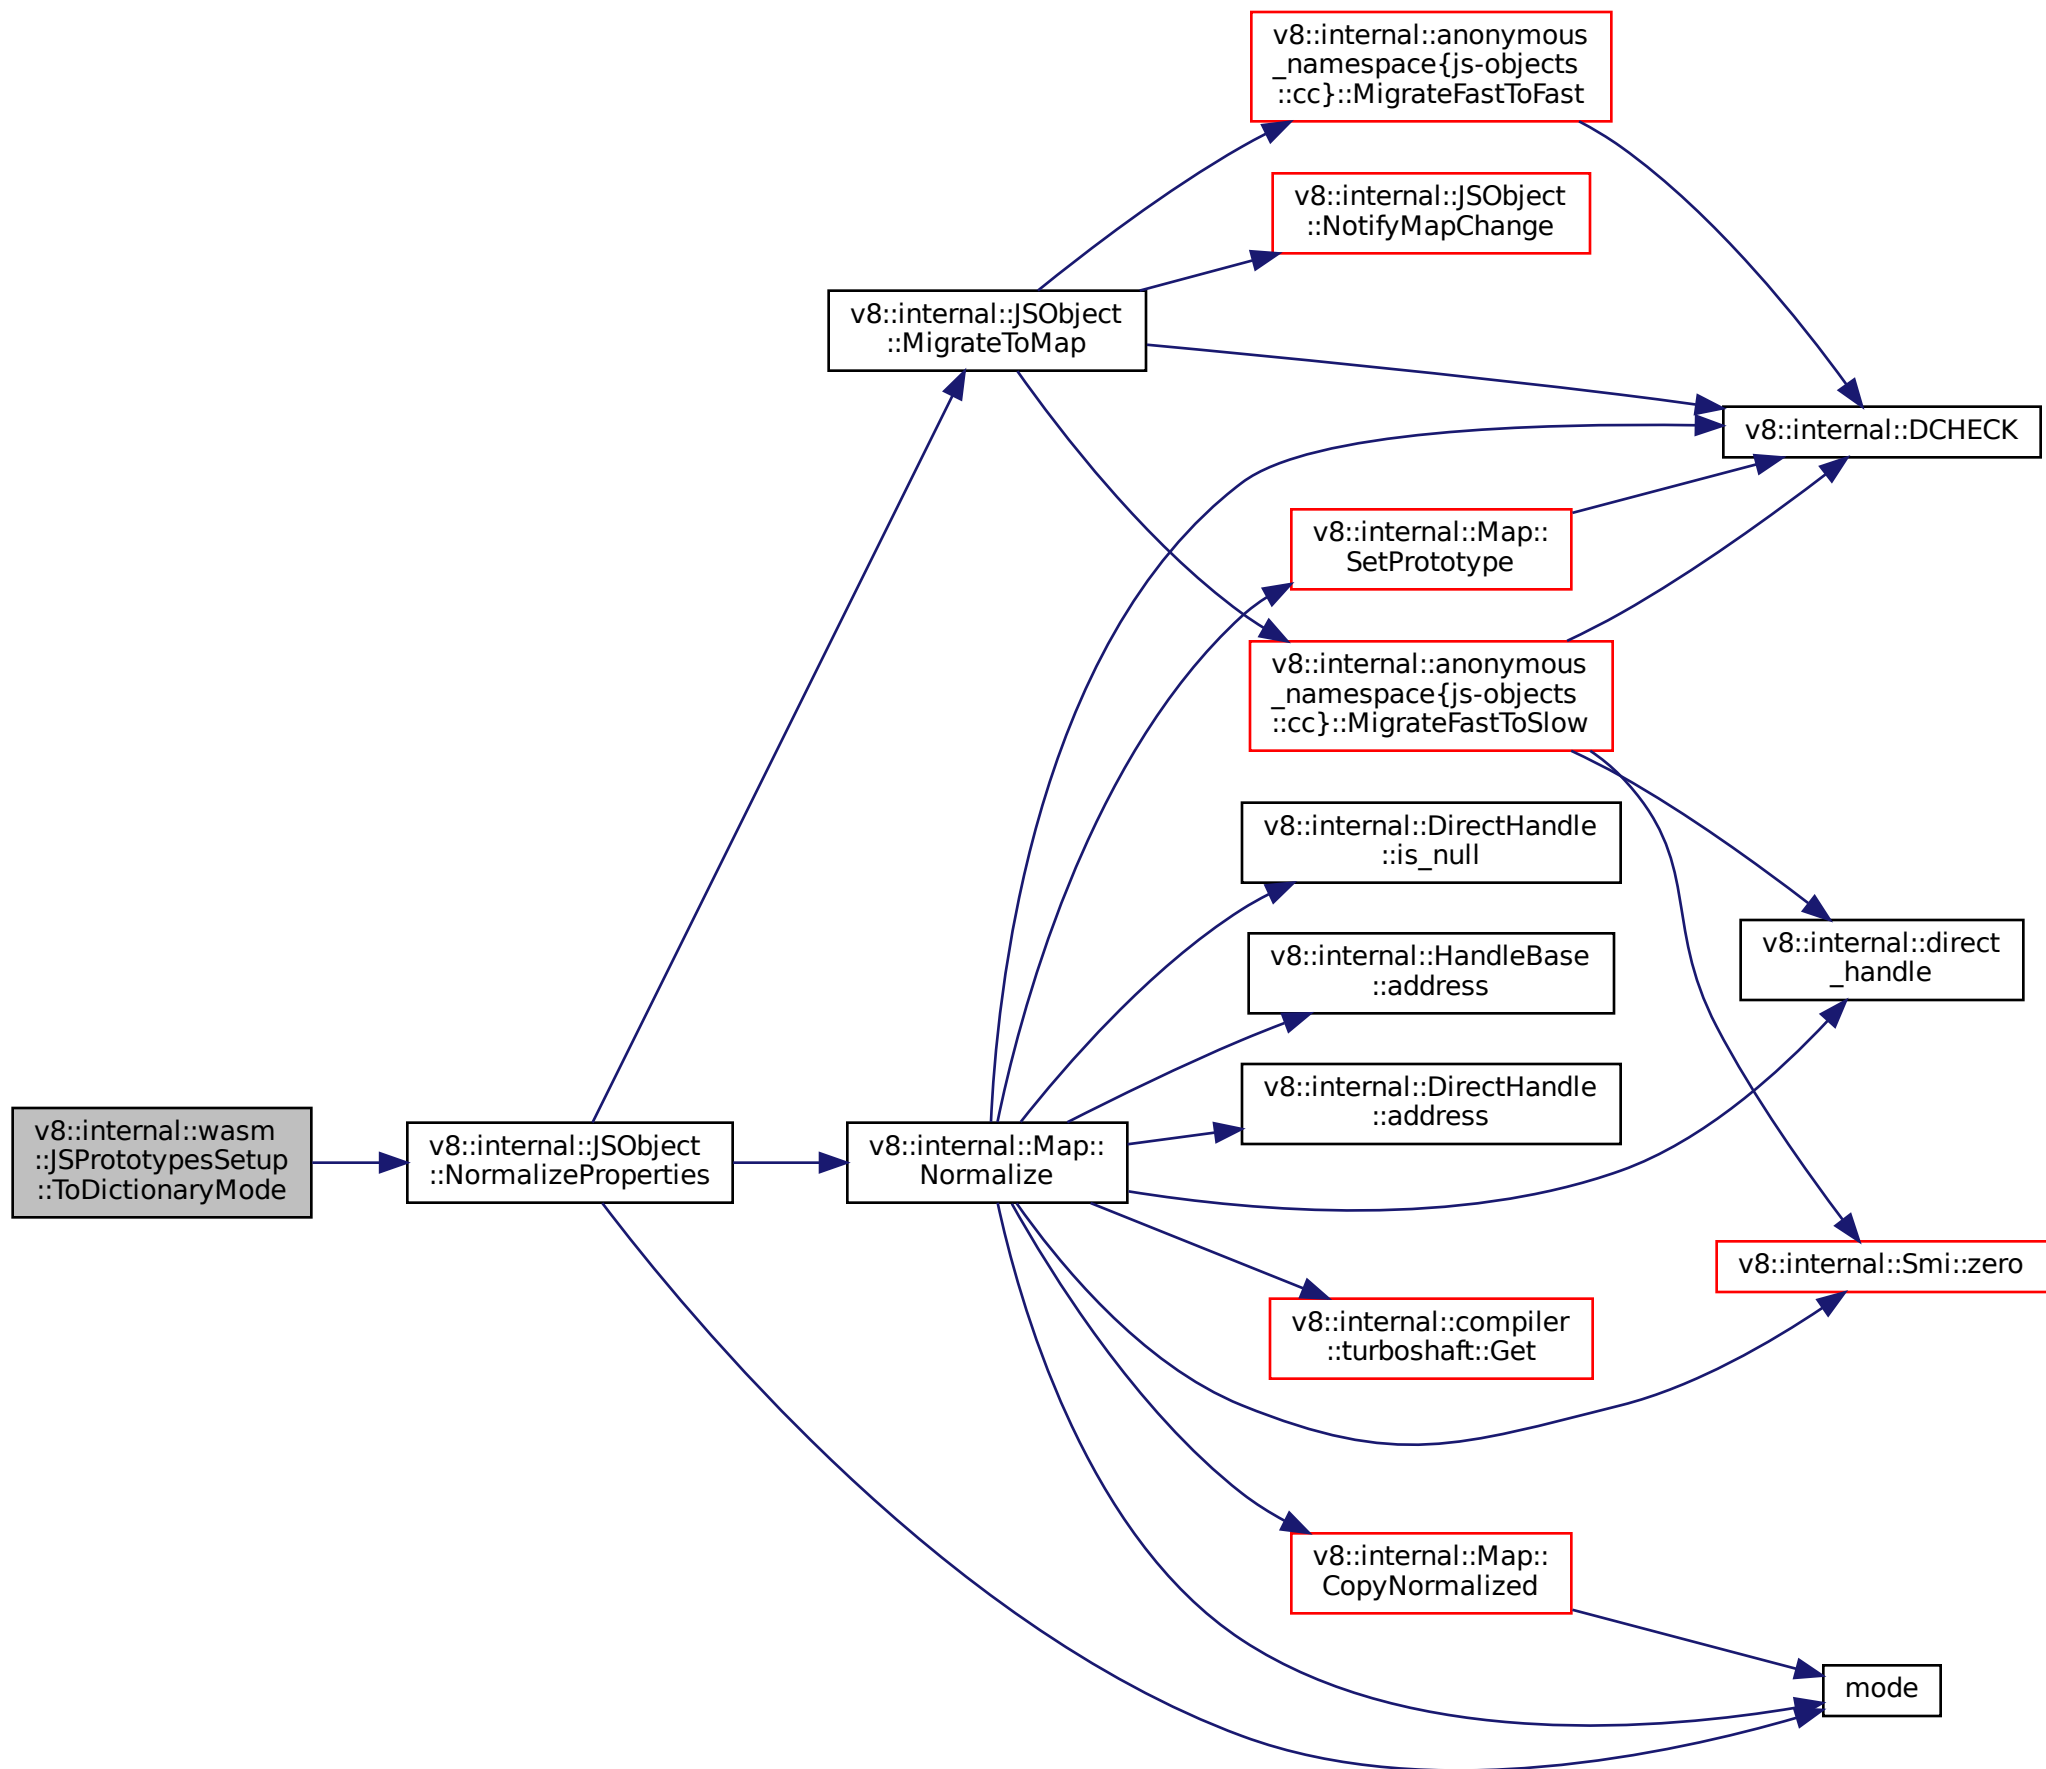 v8::internal::anonymous
_namespace{js-objects
::cc}::MigrateFastToFast
v8::internal::JSObject
::NotifyMapChange
v8::internal::JSObject
::MigrateToMap
v8::internal::DCHECK
v8::internal::Map::
SetPrototype
v8::internal::anonymous
_namespace{js-objects
::cc}::MigrateFastToSlow
v8::internal::DirectHandle
::is_null
v8::internal::direct
_handle
v8::internal::HandleBase
::address
v8::internal::DirectHandle
::address
v8::internal::wasm
::JSPrototypesSetup
::ToDictionaryMode
v8::internal::JSObject
::NormalizeProperties
v8::internal::Map::
Normalize
v8::internal::Smi::zero
v8::internal::compiler
::turboshaft::Get
v8::internal::Map::
CopyNormalized
mode